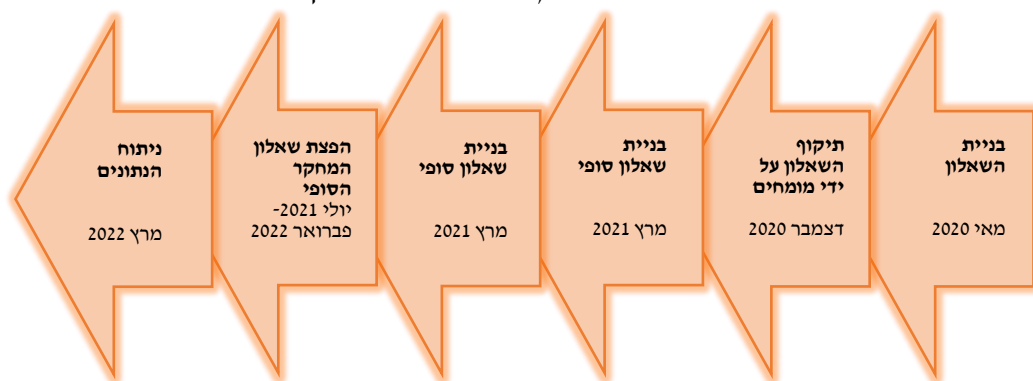 בניית
השאלון
מאי 2020
תיקוף
השאלון על
ידי מומחים
דצמבר 2020
בניית
שאלון סופי
מרץ 2021
בניית
שאלון סופי
מרץ 2021
הפצת שאלון
המחקר
הסופי
יולי 2021-
פברואר 2022
ניתוח
הנתונים
מרץ 2022